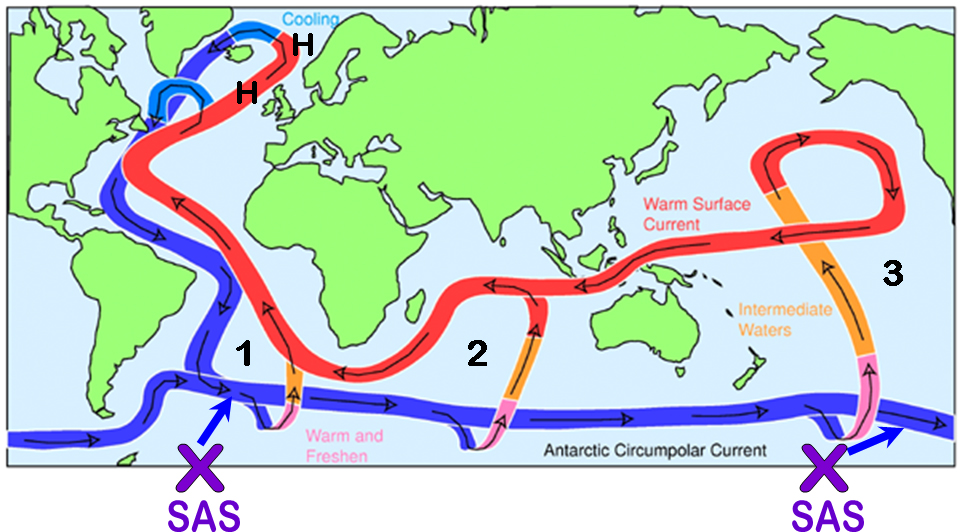 Cooling
H
H
Warm Surface
Current
3
Intermediate
Waters
1
2
Warm and
Freshen
Antarctic Circumpolar Current
X
X
SAS
SAS